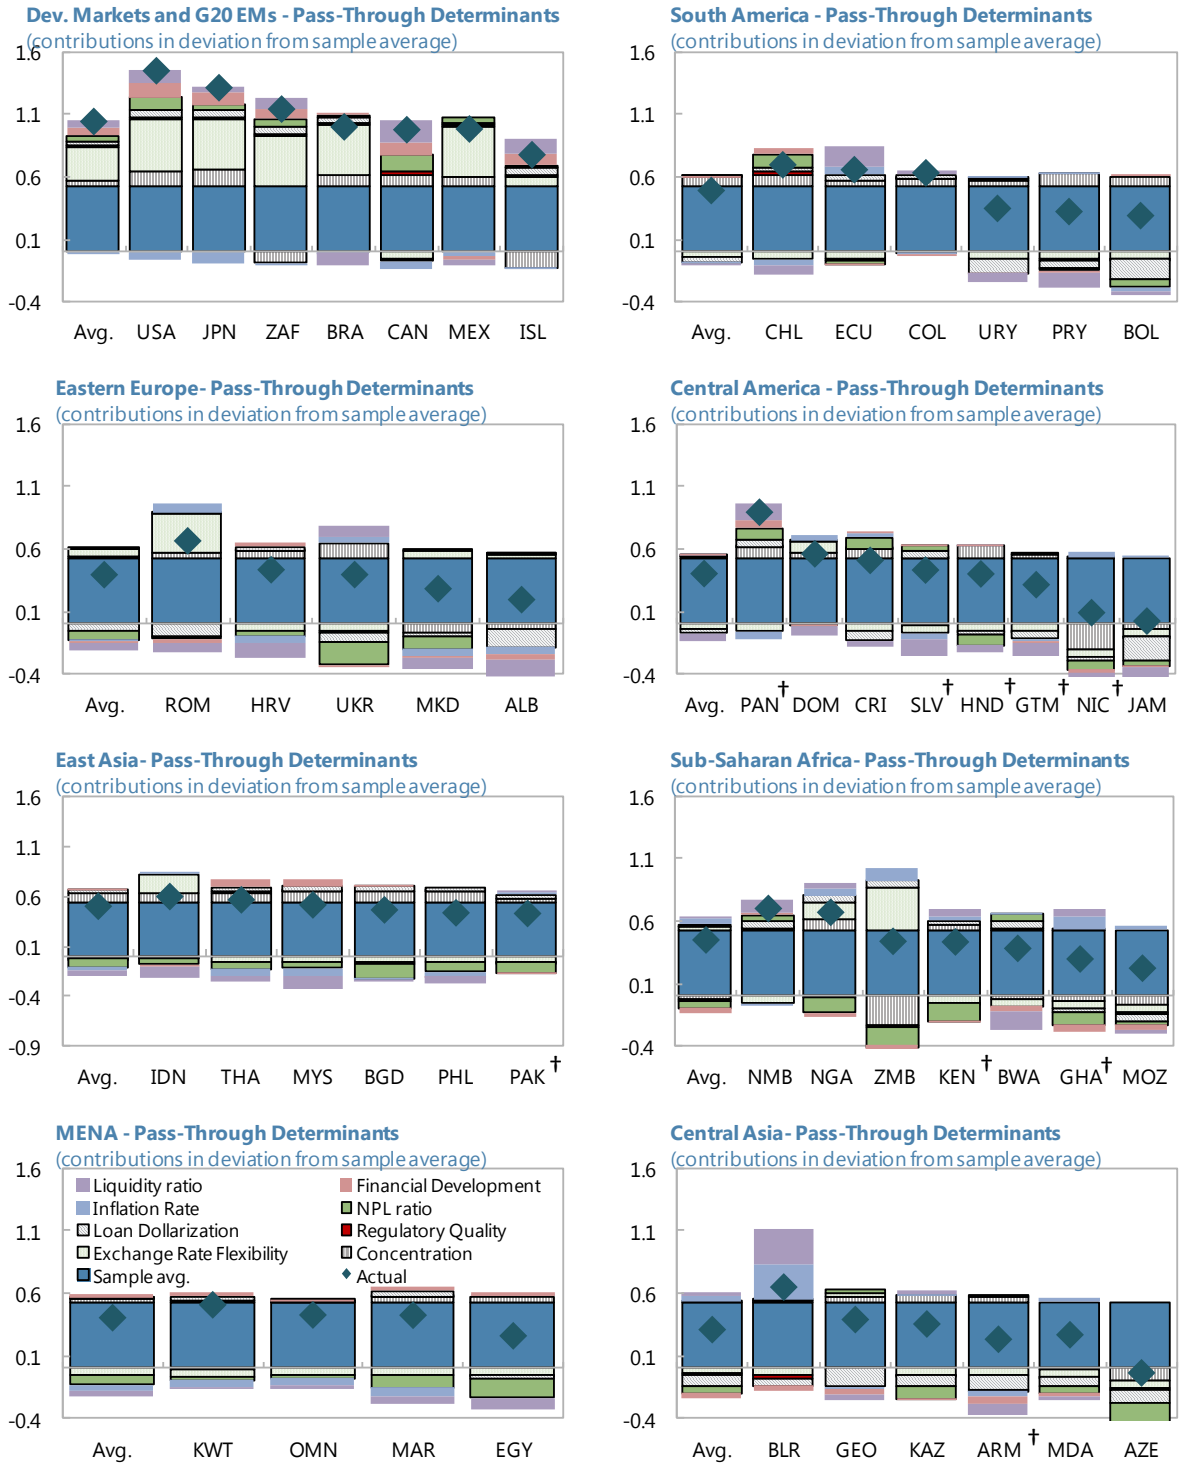 Dev. Markets and G20 EMs - Pass-Through Determinants
(contributions in deviation from sample average)
1.6
1.1
0.6
0.1
-0.4
Avg. USA JPN ZAF BRA CAN MEX ISL
South America - Pass-Through Determinants
(contributions in deviation from sample average)
1.6
1.1
0.6
0.1
-0.4
Avg. CHL ECU COL URY PRY BOL
Eastern Europe- Pass-Through Determinants
(contributions in deviation from sample average)
1.6
1.1
0.6
0.1
-0.4
Avg. ROM HRV UKR MKD ALB
Central America - Pass-Through Determinants
(contributions in deviation from sample average)
1.6
1.1
0.6
0.1
-0.4
Avg. PAN† DOM CRI SLV† HND† GTM† NIC† JAM
East Asia- Pass-Through Determinants
(contributions in deviation from sample average)
1.6
1.1
0.6
0.1
-0.4
-0.9
Avg. IDN THA MYS BGD PHL PAK†
Sub-Saharan Africa- Pass-Through Determinants
(contributions in deviation from sample average)
1.6
1.1
0.6
0.1
-0.4
Avg. NMB NGA ZMB KEN† BWA GHA† MOZ
MENA - Pass-Through Determinants
(contributions in deviation from sample average)
1.6
1.1
0.6
0.1
-0.4
Liquidity ratio Financial Development
Inflation Rate NPL ratio
Loan Dollarization Regulatory Quality
Exchange Rate Flexibility Concentration
Sample avg. Actual
Avg. KWT OMN MAR EGY
Central Asia- Pass-Through Determinants
(contributions in deviation from sample average)
1.6
1.1
0.6
0.1
-0.4
Avg. BLR GEO KAZ ARM† MDA AZE